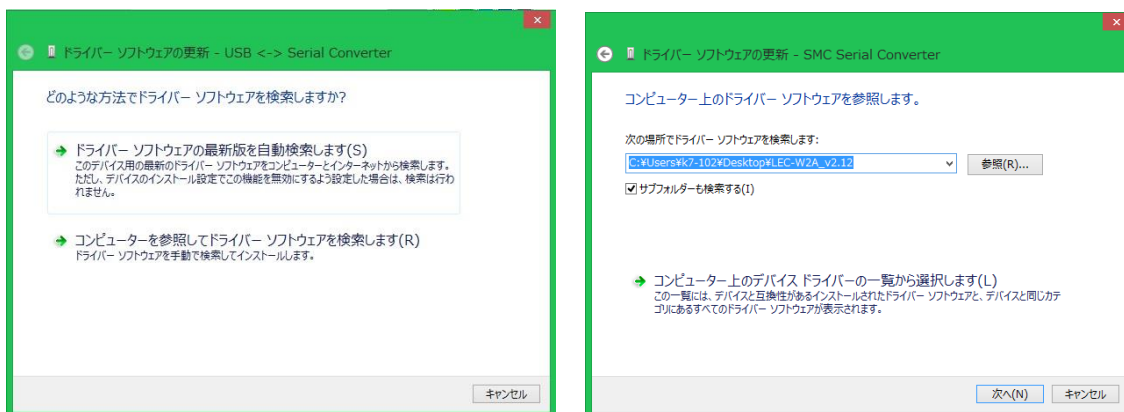 ドライバー ソフトウェアの更新 - USB <-> Serial Converter
どのような方法でドライバー ソフトウェアを検索しますか?
ドライバー ソフトウェアの最新版を自動検索します(S)
このデバイス用の最新のドライバー ソフトウェアをコンピューターとインターネットから検索します。
ただし、デバイスのインストール設定でこの機能を無効にするよう設定した場合は、検索は行わ
れません。
コンピューターを参照してドライバー ソフトウェアを検索します(R)
ドライバー ソフトウェアを手動で検索してインストールします。
キャンセル
ドライバー ソフトウェアの更新 - SMC Serial Converter
コンピューター上のドライバー ソフトウェアを参照します。
次の場所でドライバー ソフトウェアを検索します:
C:¥Users¥k7-102¥Desktop¥LEC-W2A_v2.12
参照(R)...
サブフォルダーも検索する(I)
コンピューター上のデバイス ドライバーの一覧から選択します(L)
この一覧には、デバイスと互換性があるインストールされたドライバー ソフトウェアと、デバイスと同じカテ
ゴリにあるすべてのドライバー ソフトウェアが表示されます。
次へ(N)
キャンセル